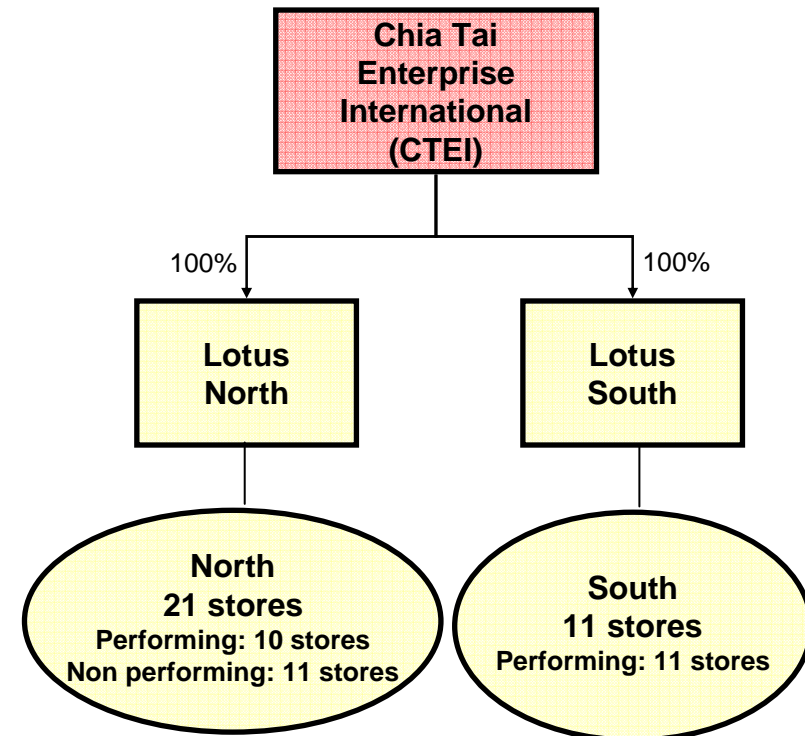 Chia Tai
Enterprise
International
(CTEI)
100%
100%
Lotus
North
Lotus
South
North
21 stores
Performing: 10 stores
Non performing: 11 stores
South
11 stores
Performing: 11 stores